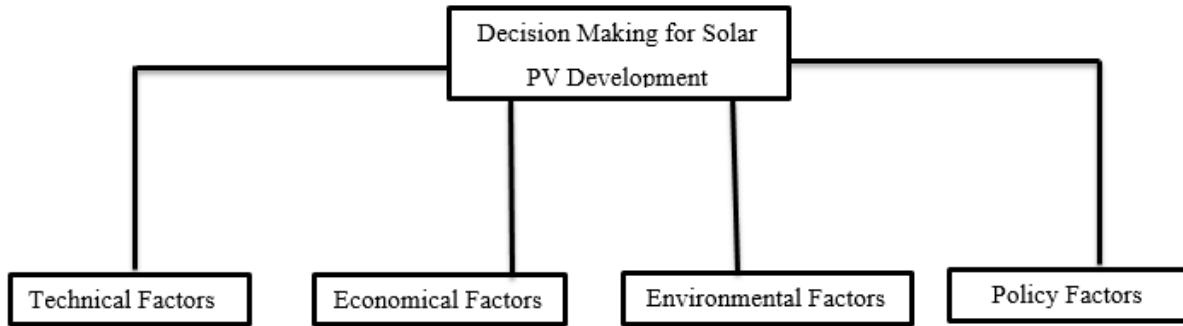 Decision Making for Solar
PV Development
Technical Factors
Economical Factors
Environmental Factors
Policy Factors